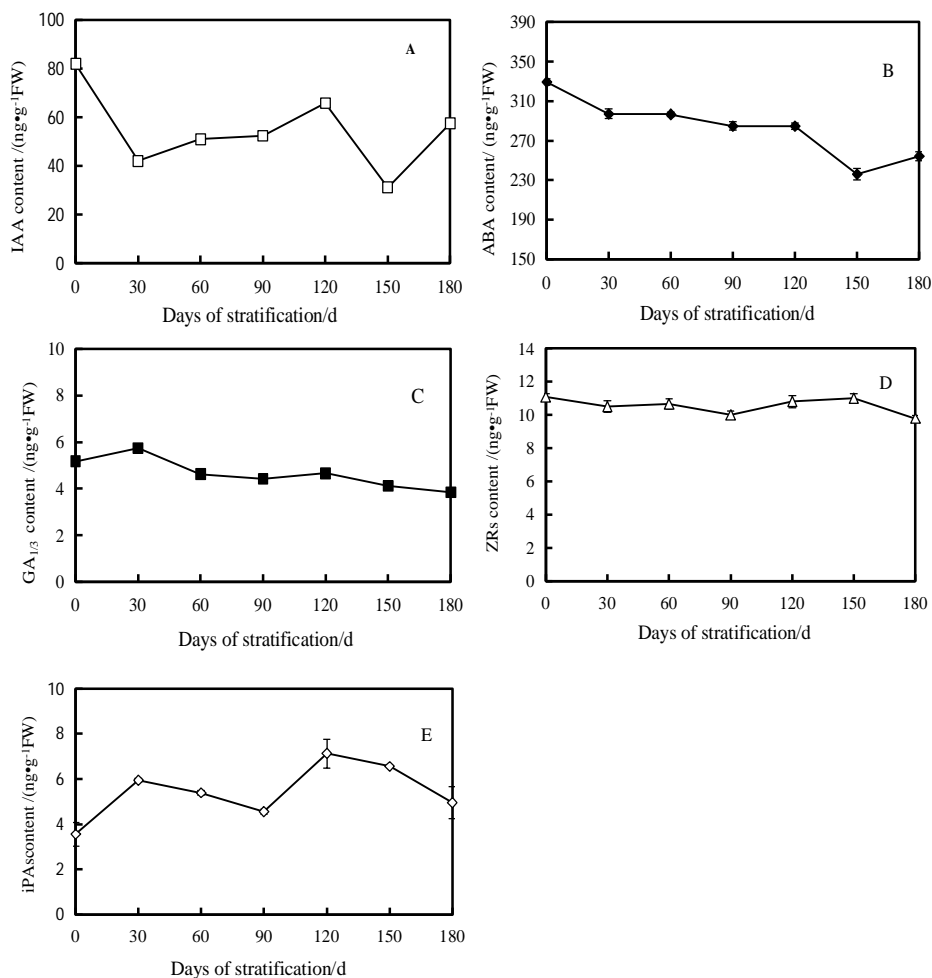 A
IAA content /(ng•g-1FW)
100
80
60
40
20
0
0 30 60 90 120 150 180
Days of stratification/d
B
ABA content/ (ng•g-1FW)
390
350
310
270
230
190
150
0 30 60 90 120 150 180
Days of stratification/d
C
GA1/3 content /(ng•g-1FW)
10
8
6
4
2
0
0 30 60 90 120 150 180
Days of stratification/d
D
ZRs content /(ng•g-1FW)
14
12
10
8
6
4
2
0
0 30 60 90 120 150 180
Days of stratification/d
E
iPAscontent /(ng•g-1FW)
10
8
6
4
2
0
0 30 60 90 120 150 180
Days of stratification/d